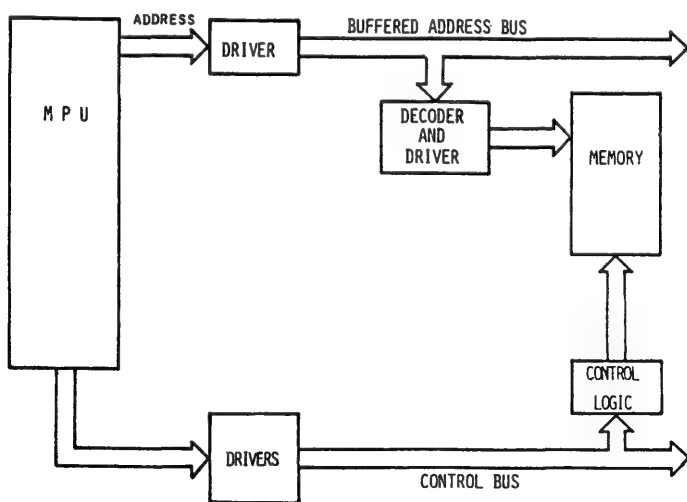 ADDRESS
DRIVER
BUFFERED ADDRESS BUS
M P U
DECODER
AND
DRIVER
MEMORY
CONTROL
LOGIC
DRIVERS
CONTROL BUS